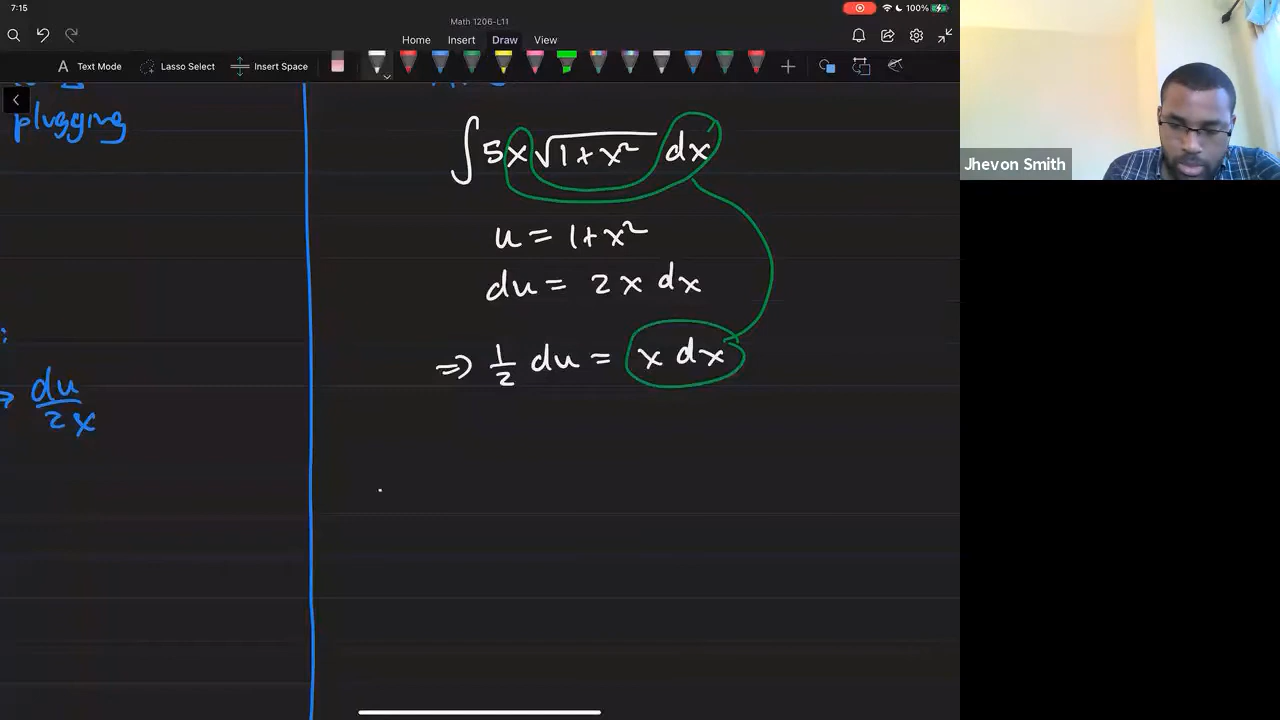 7:15
100%
Math 1206-L11
Home Insert Draw View
Text Mode Lasso Select Insert Space
plugging
∫ 5x √(1+x²) dx
u = 1+x²
du = 2x dx
⇒ 1/2 du = x dx
du/2x
Jhevon Smith